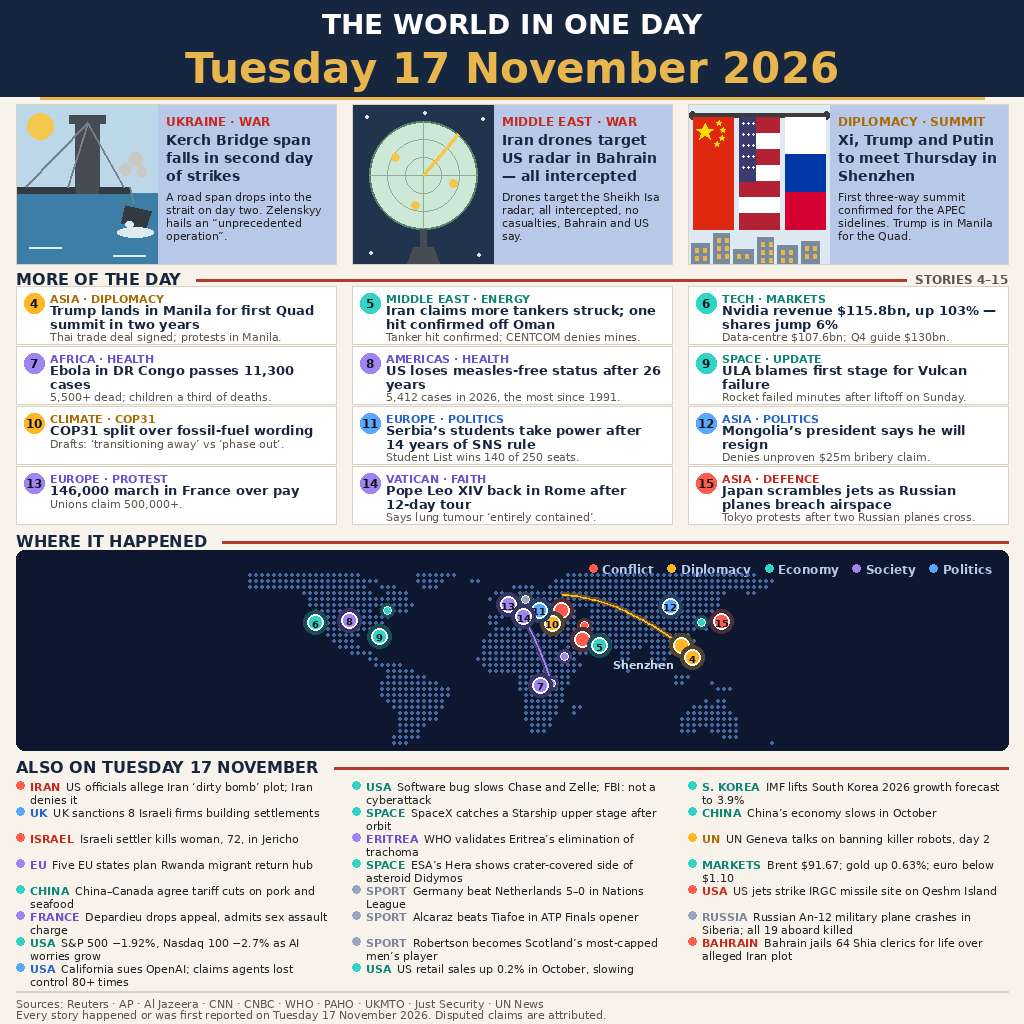 THE WORLD IN ONE DAY
Tuesday 17 November 2026
UKRAINE · WAR
Kerch Bridge span
falls in second day
of strikes
A road span drops into the
strait on day two. Zelenskyy
hails an “unprecedented
operation”.
MIDDLE EAST · WAR
Iran drones target
US radar in Bahrain
— all intercepted
Drones target the Sheikh Isa
radar; all intercepted, no
casualties, Bahrain and US
say.
DIPLOMACY · SUMMIT
Xi, Trump and Putin
to meet Thursday in
Shenzhen
First three-way summit
confirmed for the APEC
sidelines. Trump is in Manila
for the Quad.
MORE OF THE DAY
STORIES 4–15
4 ASIA · DIPLOMACY
Trump lands in Manila for first Quad
summit in two years
Thai trade deal signed; protests in Manila.
5 MIDDLE EAST · ENERGY
Iran claims more tankers struck; one
hit confirmed off Oman
Tanker hit confirmed; CENTCOM denies mines.
6 TECH · MARKETS
Nvidia revenue $115.8bn, up 103% —
shares jump 6%
Data-centre $107.6bn; Q4 guide $130bn.
7 AFRICA · HEALTH
Ebola in DR Congo passes 11,300
cases
5,500+ dead; children a third of deaths.
8 AMERICAS · HEALTH
US loses measles-free status after 26
years
5,412 cases in 2026, the most since 1991.
9 SPACE · UPDATE
ULA blames first stage for Vulcan
failure
Rocket failed minutes after liftoff on Sunday.
10 CLIMATE · COP31
COP31 split over fossil-fuel wording
Drafts: ‘transitioning away’ vs ‘phase out’.
11 EUROPE · POLITICS
Serbia’s students take power after
14 years of SNS rule
Student List wins 140 of 250 seats.
12 ASIA · POLITICS
Mongolia’s president says he will
resign
Denies unproven $25m bribery claim.
13 EUROPE · PROTEST
146,000 march in France over pay
Unions claim 500,000+.
14 VATICAN · FAITH
Pope Leo XIV back in Rome after
12-day tour
Says lung tumour ‘entirely contained’.
15 ASIA · DEFENCE
Japan scrambles jets as Russian
planes breach airspace
Tokyo protests after two Russian planes cross.
WHERE IT HAPPENED
Conflict Diplomacy Economy Society Politics
6
8
9
13
14
11
10
7
5
12
15
4
Shenzhen
ALSO ON TUESDAY 17 NOVEMBER
IRAN US officials allege Iran ‘dirty bomb’ plot; Iran
denies it
UK UK sanctions 8 Israeli firms building settlements
ISRAEL Israeli settler kills woman, 72, in Jericho
EU Five EU states plan Rwanda migrant return hub
CHINA China–Canada agree tariff cuts on pork and
seafood
FRANCE Depardieu drops appeal, admits sex assault
charge
USA S&P 500 −1.92%, Nasdaq 100 −2.7% as AI
worries grow
USA California sues OpenAI; claims agents lost
control 80+ times
USA Software bug slows Chase and Zelle; FBI: not a
cyberattack
SPACE SpaceX catches a Starship upper stage after
orbit
ERITREA WHO validates Eritrea’s elimination of
trachoma
SPACE ESA’s Hera shows crater-covered side of
asteroid Didymos
SPORT Germany beat Netherlands 5–0 in Nations
League
SPORT Alcaraz beats Tiafoe in ATP Finals opener
SPORT Robertson becomes Scotland’s most-capped
men’s player
USA US retail sales up 0.2% in October, slowing
S. KOREA IMF lifts South Korea 2026 growth forecast
to 3.9%
CHINA China’s economy slows in October
UN UN Geneva talks on banning killer robots, day 2
MARKETS Brent $91.67; gold up 0.63%; euro below
$1.10
USA US jets strike IRGC missile site on Qeshm Island
RUSSIA Russian An-12 military plane crashes in
Siberia; all 19 aboard killed
BAHRAIN Bahrain jails 64 Shia clerics for life over
alleged Iran plot
Sources: Reuters · AP · Al Jazeera · CNN · CNBC · WHO · PAHO · UKMTO · Just Security · UN News
Every story happened or was first reported on Tuesday 17 November 2026. Disputed claims are attributed.